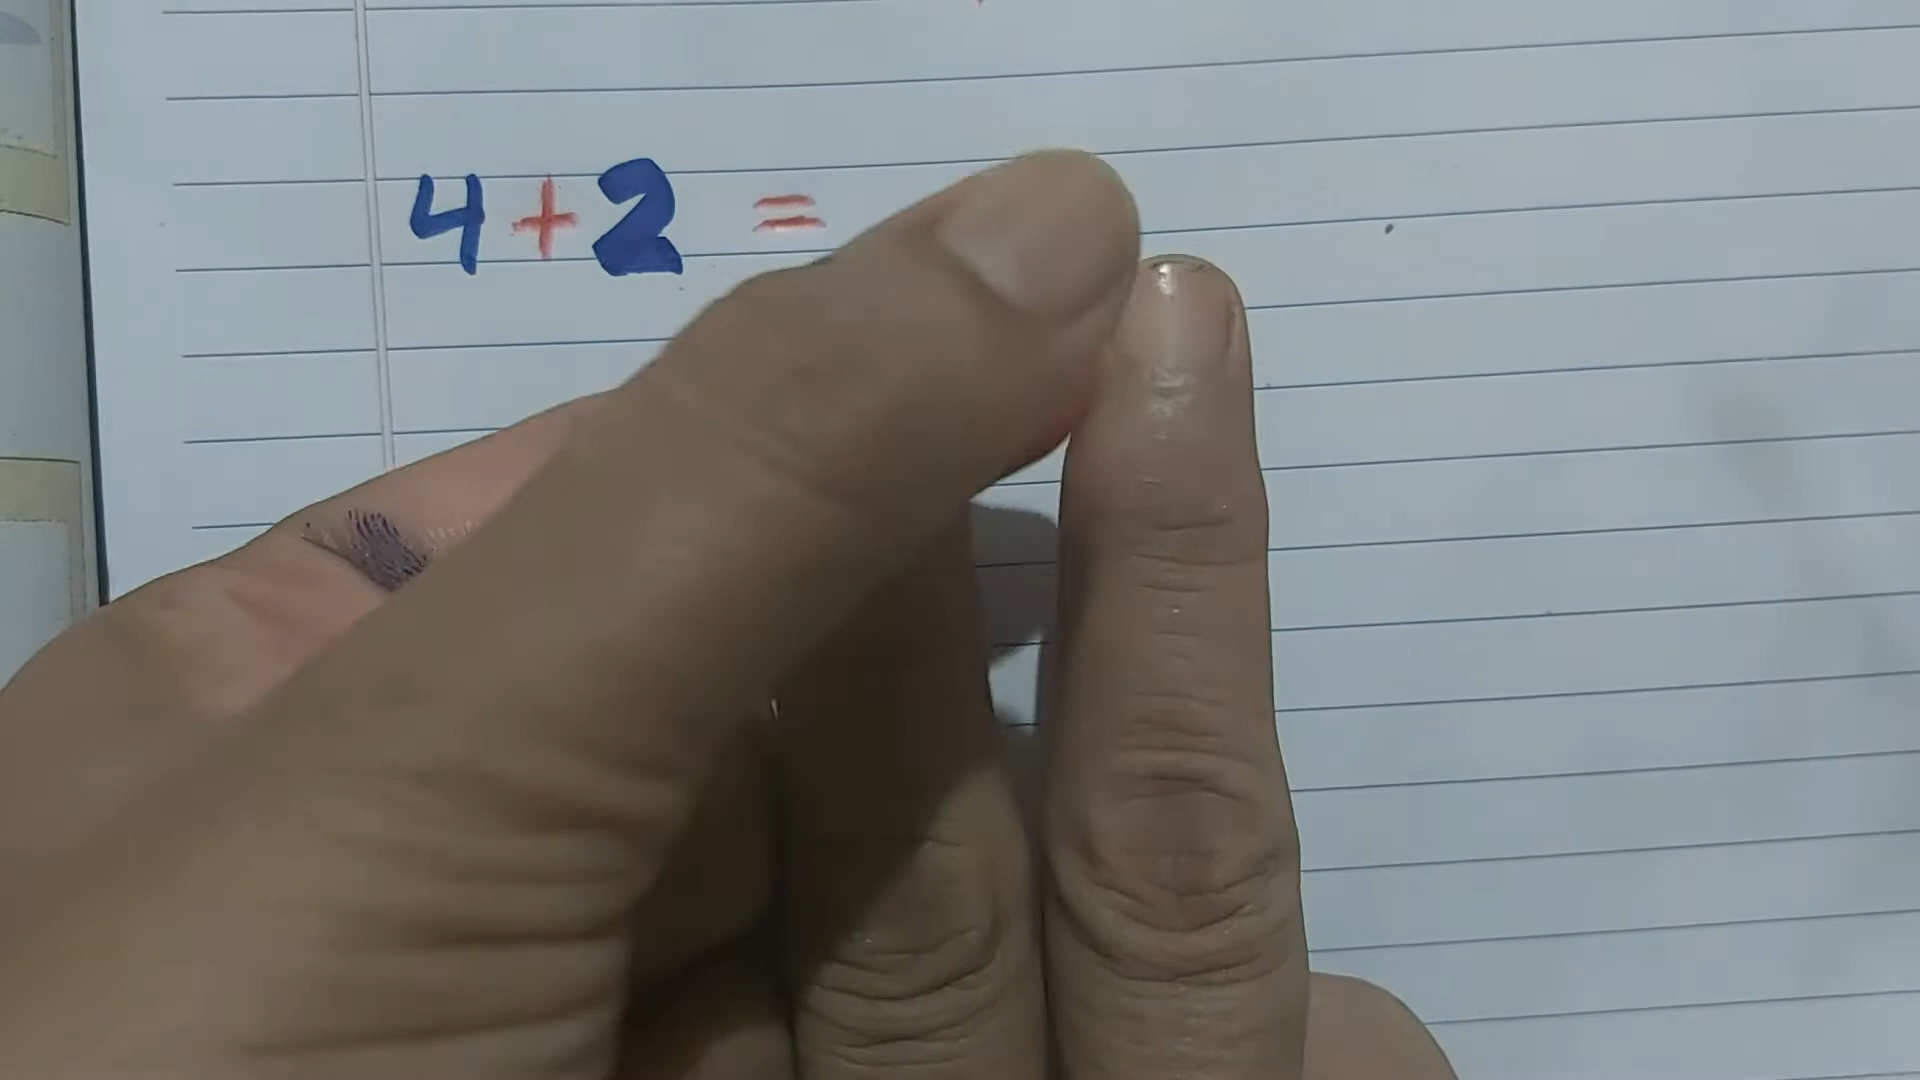 4+2 =